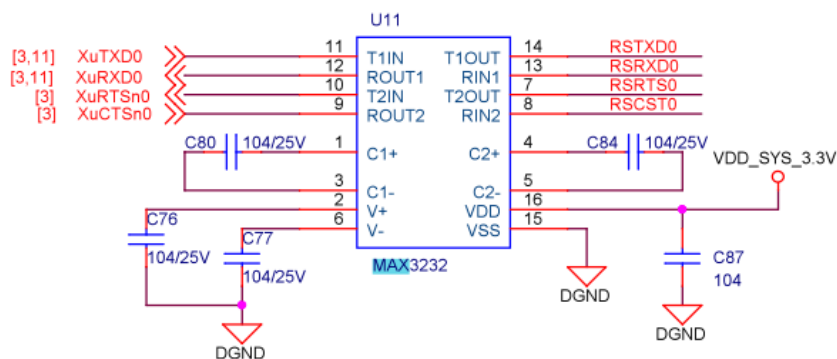 U11
[3,11] XuTXD0 11 T1IN T1OUT 14 RSTXD0
[3,11] XuRXD0 12 ROUT1 RIN1 13 RSRXD0
[3] XuRTSn0 10 T2IN T2OUT 7 RSRTS0
[3] XuCTSn0 9 ROUT2 RIN2 8 RSCST0
C80 104/25V 1 C1+ C2+ 4 C84 104/25V
VDD_SYS_3.3V
3 C1- C2- 5
2 V+ VDD 16
C76 6 V- VSS 15
C77
104/25V
104/25V
MAX3232
C87
104
DGND
DGND
DGND